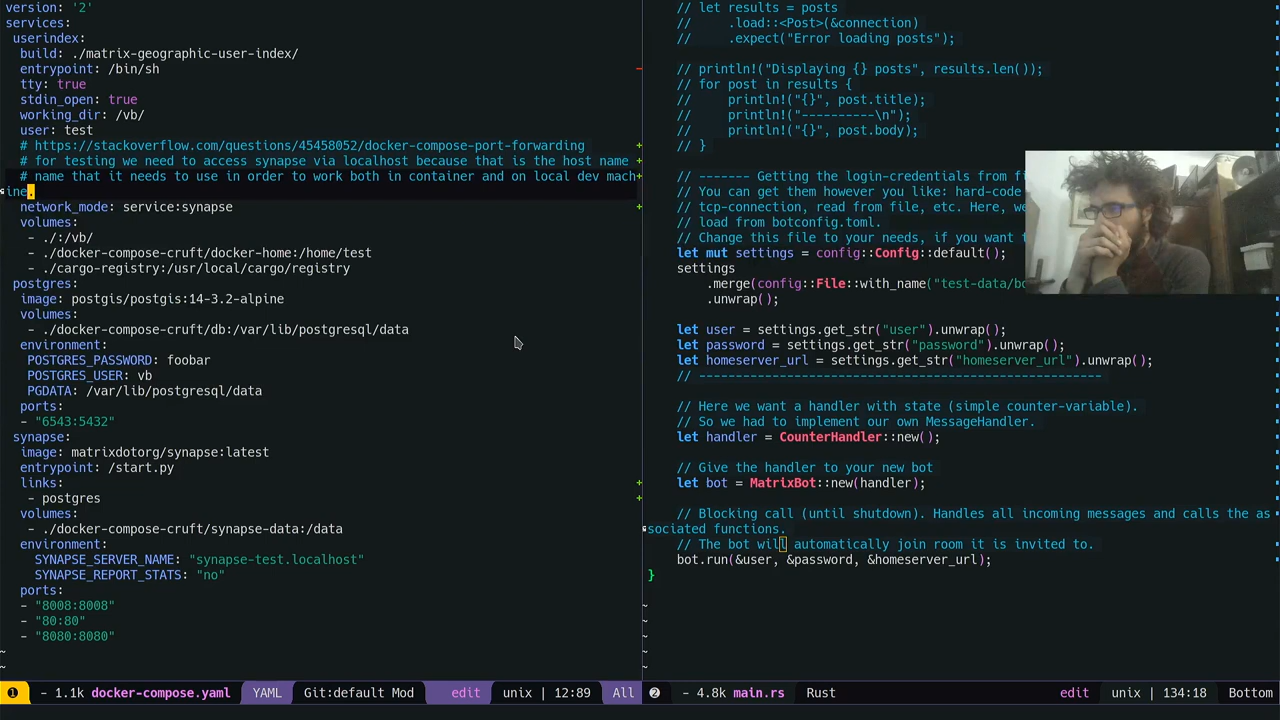 version: '2'
services:
userindex:
build: ./matrix-geographic-user-index/
entrypoint: /bin/sh
tty: true
stdin_open: true
working_dir: /vb/
user: test
# https://stackoverflow.com/questions/45458052/docker-compose-port-forwarding
# for testing we need to access synapse via localhost because that is the host name
# name that it needs to use in order to work both in container and on local dev mach
ine.
network_mode: service:synapse
volumes:
- ./:/vb/
- ./docker-compose-cruft/docker-home:/home/test
- ./cargo-registry:/usr/local/cargo/registry
postgres:
image: postgis/postgis:14-3.2-alpine
volumes:
- ./docker-compose-cruft/db:/var/lib/postgresql/data
environment:
POSTGRES_PASSWORD: foobar
POSTGRES_USER: vb
PGDATA: /var/lib/postgresql/data
ports:
- "6543:5432"
synapse:
image: matrixdotorg/synapse:latest
entrypoint: /start.py
links:
- postgres
volumes:
- ./docker-compose-cruft/synapse-data:/data
environment:
SYNAPSE_SERVER_NAME: "synapse-test.localhost"
SYNAPSE_REPORT_STATS: "no"
ports:
- "8008:8008"
- "80:80"
- "8080:8080"
~
~
1 - 1.1k docker-compose.yaml YAML Git:default Mod edit unix | 12:89 All
// let results = posts
//     .load::<Post>(&connection)
//     .expect("Error loading posts");
// println!("Displaying {} posts", results.len());
// for post in results {
//     println!("{}", post.title);
//     println!("----------\n");
//     println!("{}", post.body);
// }
// ------- Getting the login-credentials from fi
// You can get them however you like: hard-code
// tcp-connection, read from file, etc. Here, we
// load from botconfig.toml.
// Change this file to your needs, if you want t
let mut settings = config::Config::default();
settings
.merge(config::File::with_name("test-data/bo
.unwrap();
let user = settings.get_str("user").unwrap();
let password = settings.get_str("password").unwrap();
let homeserver_url = settings.get_str("homeserver_url").unwrap();
// ---------------------------------------------------
// Here we want a handler with state (simple counter-variable).
// So we had to implement our own MessageHandler.
let handler = CounterHandler::new();
// Give the handler to your new bot
let bot = MatrixBot::new(handler);
// Blocking call (until shutdown). Handles all incoming messages and calls the as
sociated functions.
// The bot will automatically join room it is invited to.
bot.run(&user, &password, &homeserver_url);
}
~
~
~
~
~
2 - 4.8k main.rs Rust edit unix | 134:18 Bottom